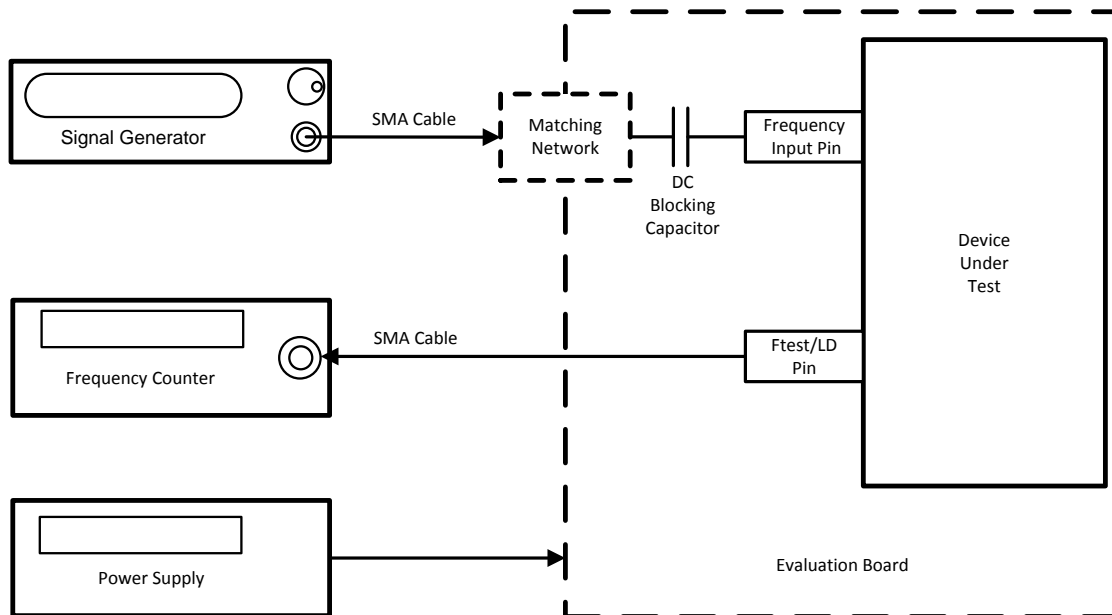 Signal Generator
SMA Cable
Matching
Network
DC
Blocking
Capacitor
Frequency
Input Pin
Device
Under
Test
Frequency Counter
SMA Cable
Ftest/LD
Pin
Power Supply
Evaluation Board